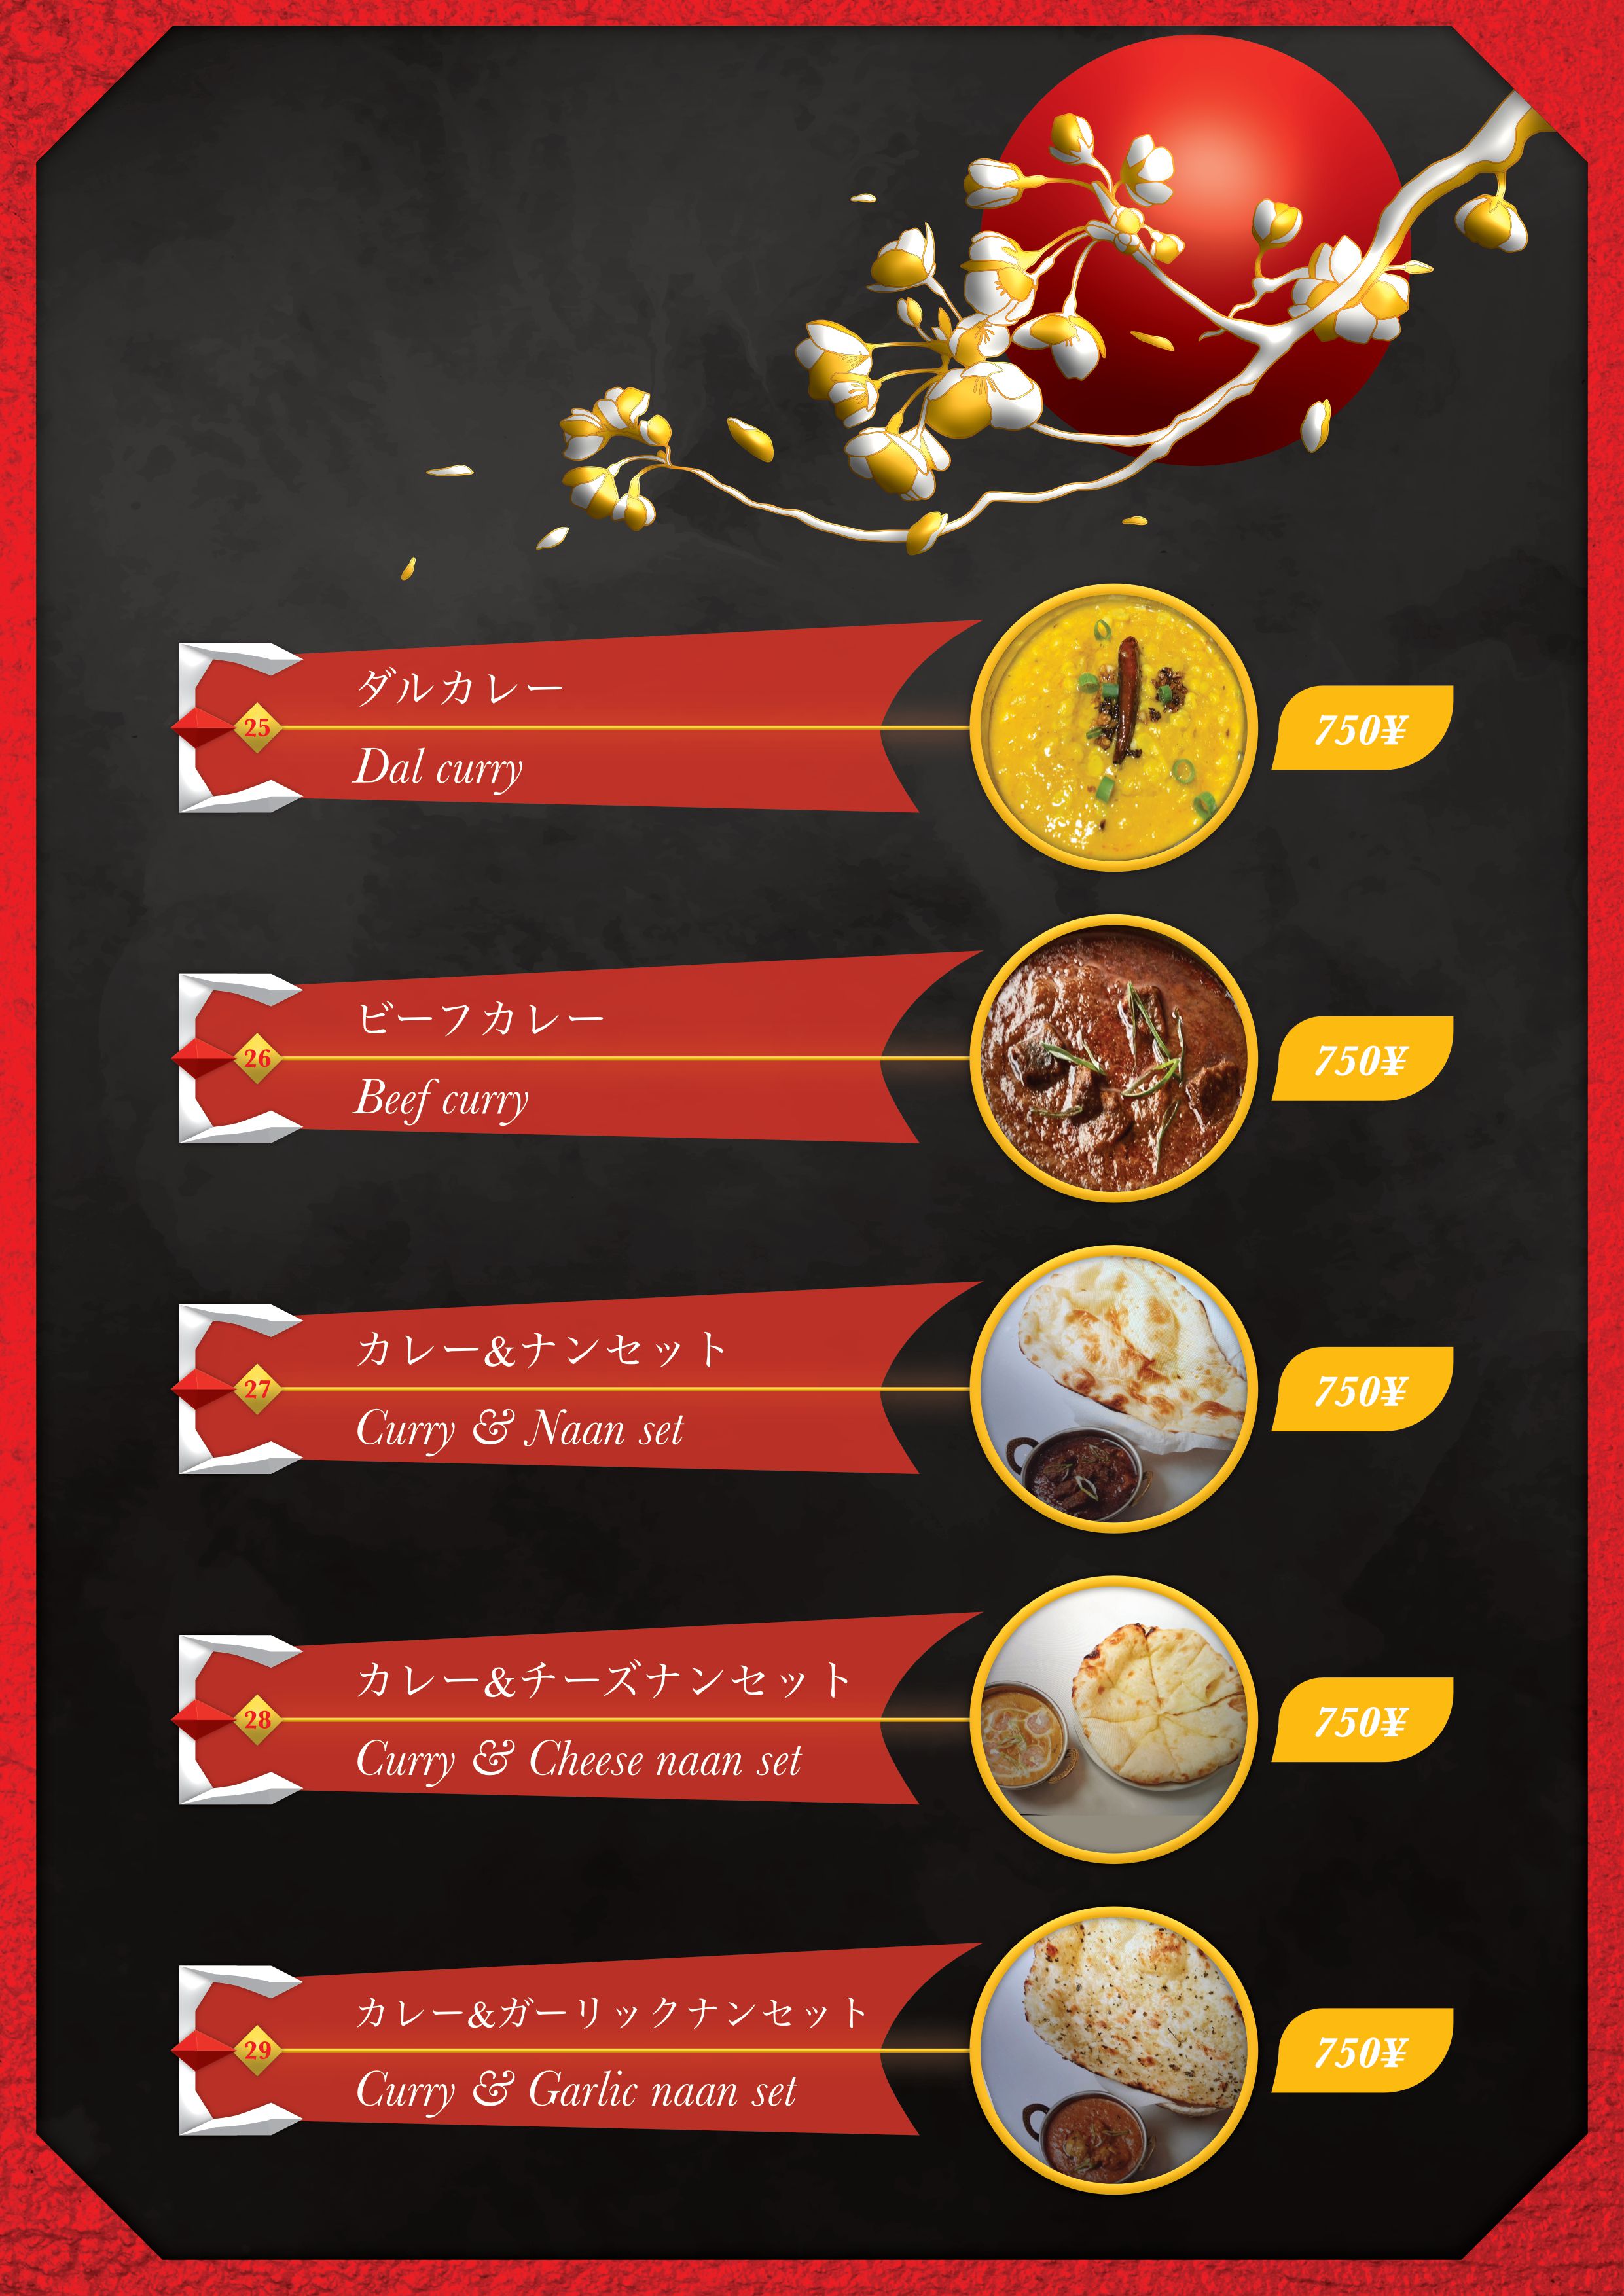 ダルカレー
25
Dal curry
750¥
ビーフカレー
26
Beef curry
750¥
カレー&ナンセット
27
Curry & Naan set
750¥
カレー&チーズナンセット
28
Curry & Cheese naan set
750¥
カレー&ガーリックナンセット
29
Curry & Garlic naan set
750¥